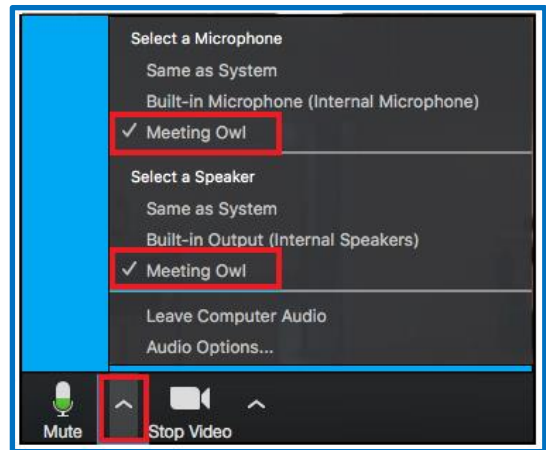 Select a Microphone
Same as System
Built-in Microphone (Internal Microphone)
✓ Meeting Owl
Select a Speaker
Same as System
Built-in Output (Internal Speakers)
✓ Meeting Owl
Leave Computer Audio
Audio Options...
Mute Stop Video